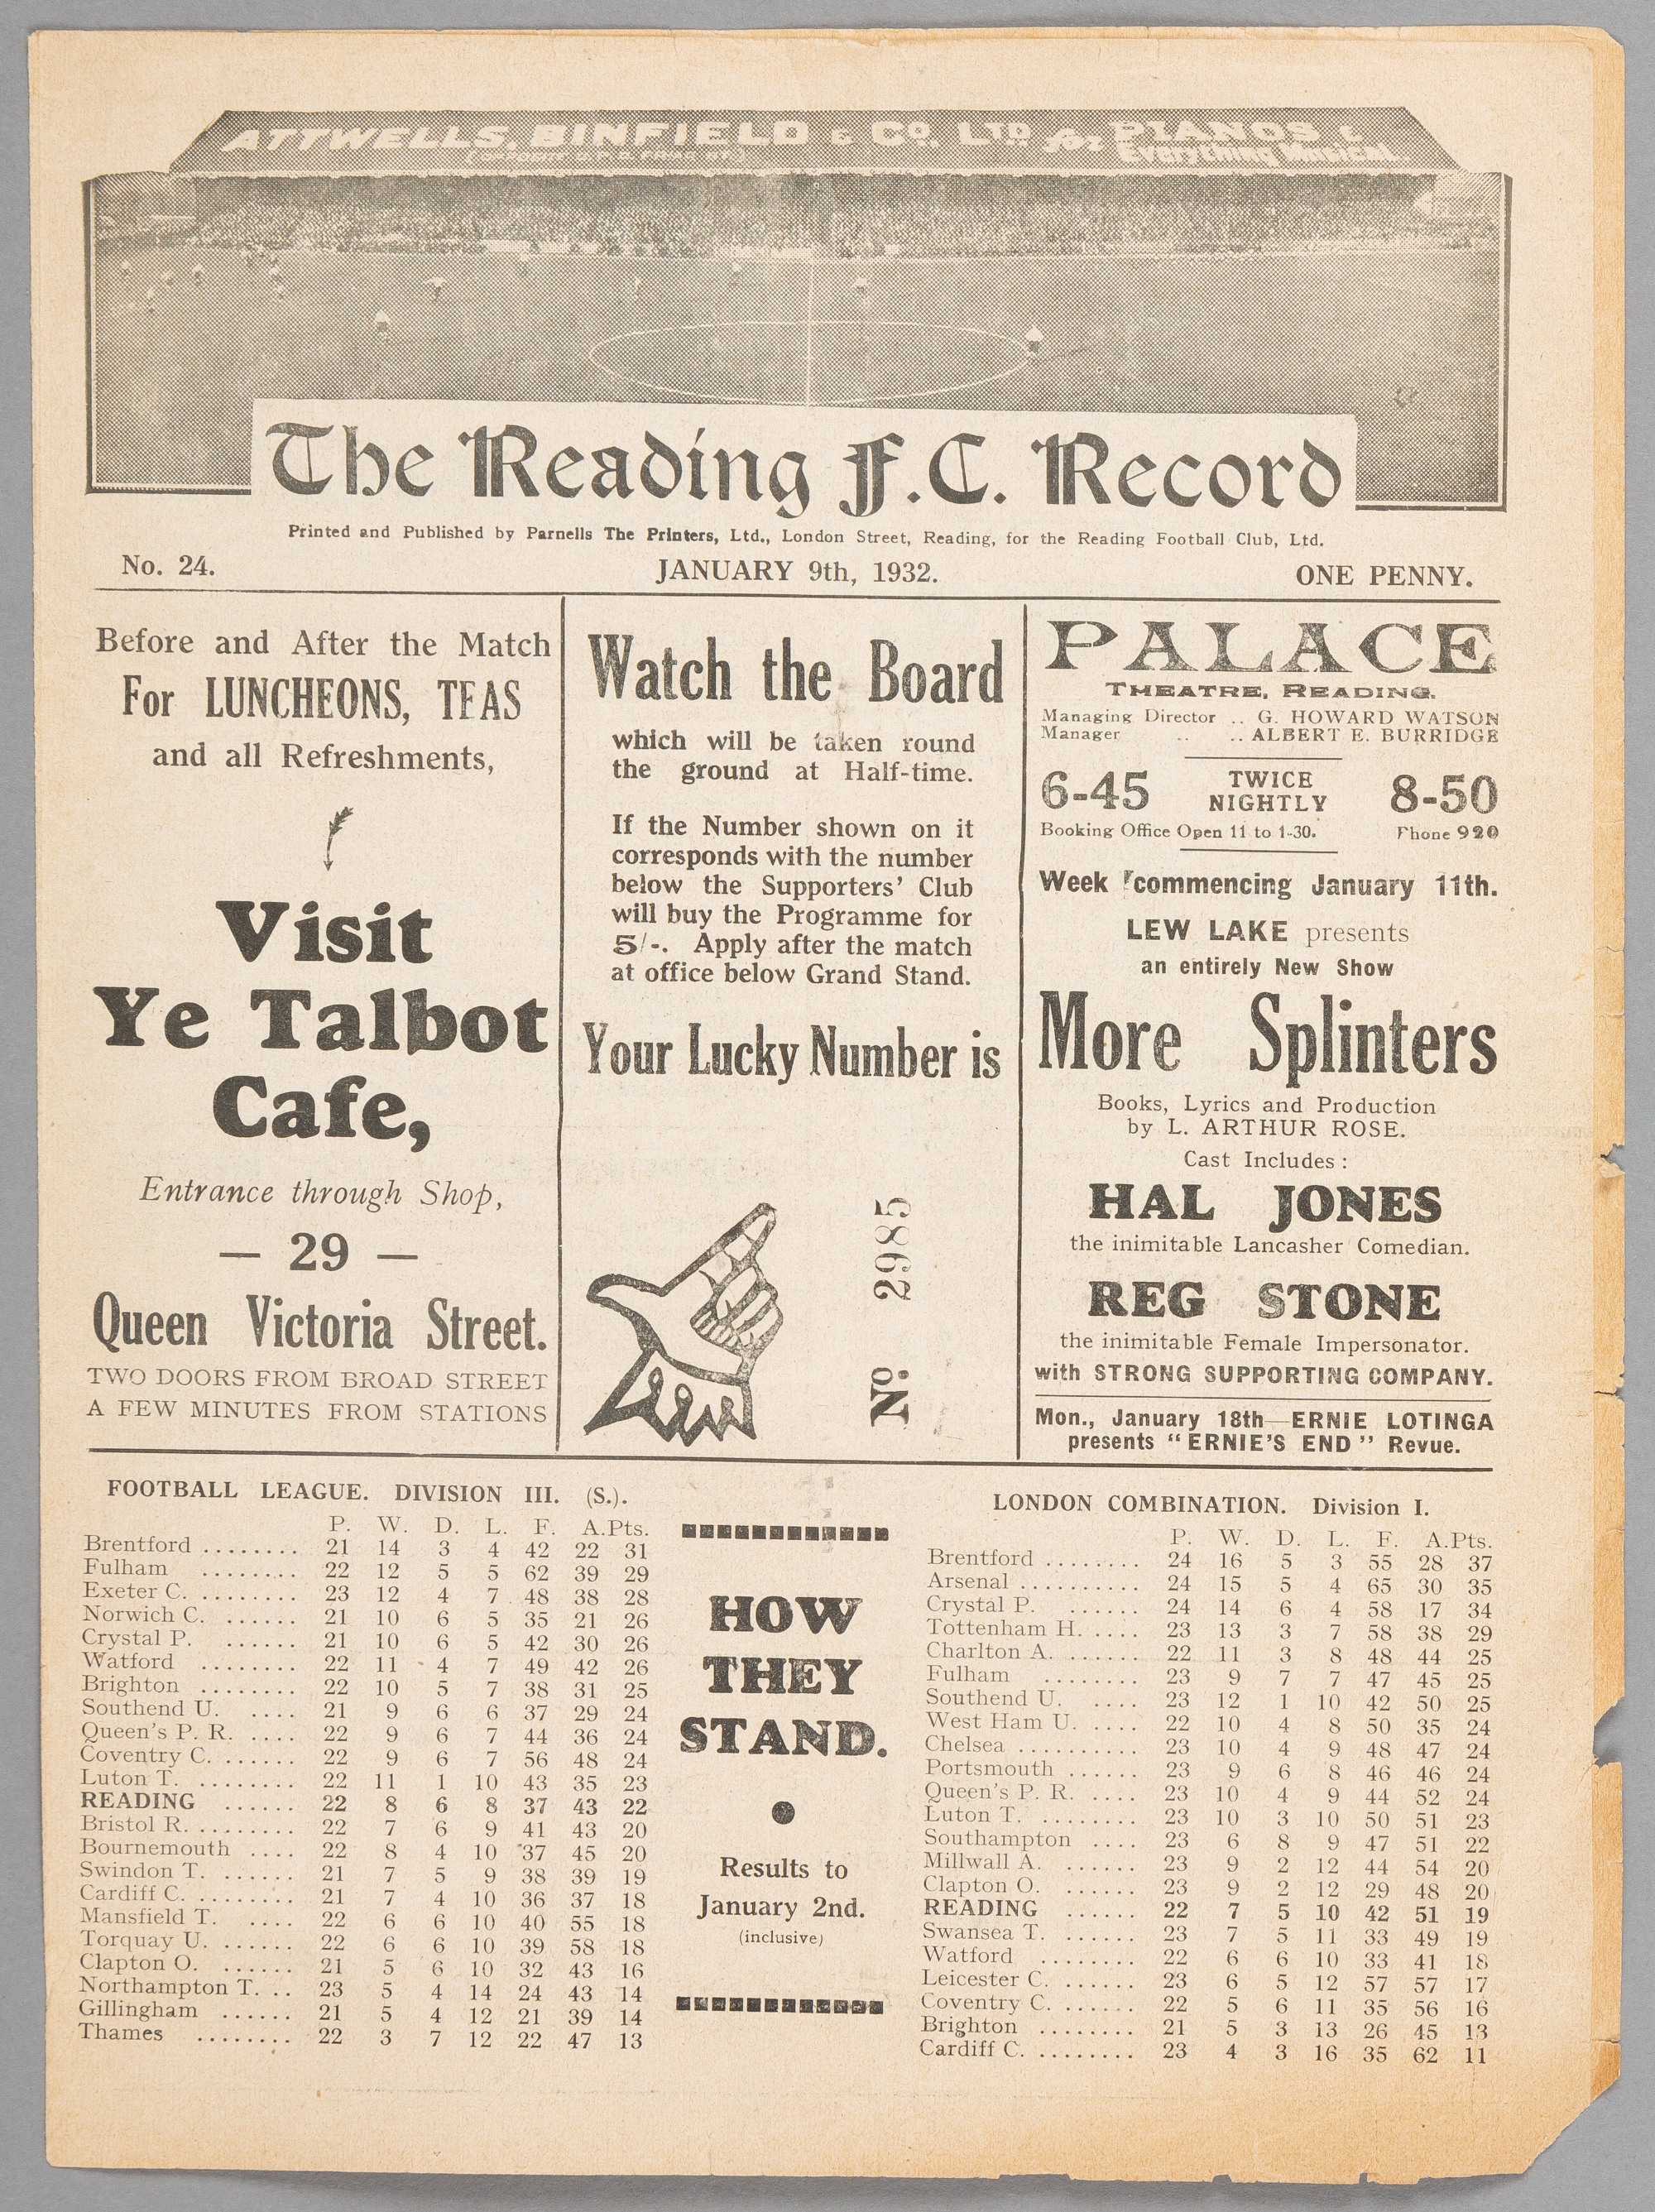 ATTWELLS, BINFIELD & Co. LTD for PIANOS &
Everything Musical.
The Reading F.C. Record
Printed and Published by Parnells The Printers, Ltd., London Street, Reading, for the Reading Football Club, Ltd.
No. 24. JANUARY 9th, 1932. ONE PENNY.
Before and After the Match
For LUNCHEONS, TEAS
and all Refreshments,
Visit
Ye Talbot
Cafe,
Entrance through Shop,
— 29 —
Queen Victoria Street.
TWO DOORS FROM BROAD STREET
A FEW MINUTES FROM STATIONS
Watch the Board
which will be taken round
the ground at Half-time.
If the Number shown on it
corresponds with the number
below the Supporters' Club
will buy the Programme for
5/-. Apply after the match
at office below Grand Stand.
Your Lucky Number is
No. 2985
PALACE
THEATRE, READING.
Managing Director .. G. HOWARD WATSON
Manager .. .. ALBERT E. BURRIDGE
6-45 TWICE NIGHTLY 8-50
Booking Office Open 11 to 1-30. Phone 920
Week commencing January 11th.
LEW LAKE presents
an entirely New Show
More Splinters
Books, Lyrics and Production
by L. ARTHUR ROSE.
Cast Includes :
HAL JONES
the inimitable Lancasher Comedian.
REG STONE
the inimitable Female Impersonator.
with STRONG SUPPORTING COMPANY.
Mon., January 18th—ERNIE LOTINGA
presents "ERNIE'S END" Revue.
FOOTBALL LEAGUE. DIVISION III. (S.).
P. W. D. L. F. A. Pts.
Brentford ........ 21 14 3 4 42 22 31
Fulham ........ 22 12 5 5 62 39 29
Exeter C. ........ 23 12 4 7 48 38 28
Norwich C. ...... 21 10 6 5 35 21 26
Crystal P. ...... 21 10 6 5 42 30 26
Watford ........ 22 11 4 7 49 42 26
Brighton ........ 22 10 5 7 38 31 25
Southend U. .... 21 9 6 6 37 29 24
Queen's P. R. .... 22 9 6 7 44 36 24
Coventry C. ...... 22 9 6 7 56 48 24
Luton T. ........ 22 11 1 10 43 35 23
READING ...... 22 8 6 8 37 43 22
Bristol R. ........ 22 7 6 9 41 43 20
Bournemouth .... 22 8 4 10 37 45 20
Swindon T. ...... 21 7 5 9 38 39 19
Cardiff C. ........ 21 7 4 10 36 37 18
Mansfield T. .... 22 6 6 10 40 55 18
Torquay U. ...... 22 6 6 10 39 58 18
Clapton O. ...... 21 5 6 10 32 43 16
Northampton T. .. 23 5 4 14 24 43 14
Gillingham ...... 21 5 4 12 21 39 14
Thames ........ 22 3 7 12 22 47 13
HOW
THEY
STAND.
Results to
January 2nd.
(inclusive)
LONDON COMBINATION. Division I.
P. W. D. L. F. A. Pts.
Brentford ........ 24 16 5 3 55 28 37
Arsenal .......... 24 15 5 4 65 30 35
Crystal P. ...... 24 14 6 4 58 17 34
Tottenham H. .... 23 13 3 7 58 38 29
Charlton A. ...... 22 11 3 8 48 44 25
Fulham ........ 23 9 7 7 47 45 25
Southend U. .... 23 12 1 10 42 50 25
West Ham U. .... 22 10 4 8 50 35 24
Chelsea .......... 23 10 4 9 48 47 24
Portsmouth ...... 23 9 6 8 46 46 24
Queen's P. R. .... 23 10 4 9 44 52 24
Luton T. ........ 23 10 3 10 50 51 23
Southampton .... 23 6 8 9 47 51 22
Millwall A. ...... 23 9 2 12 44 54 20
Clapton O. ...... 23 9 2 12 29 48 20
READING ...... 22 7 5 10 42 51 19
Swansea T. ...... 23 7 5 11 33 49 19
Watford ........ 22 6 6 10 33 41 18
Leicester C. ...... 23 6 5 12 57 57 17
Coventry C. ...... 22 5 6 11 35 56 16
Brighton ........ 21 5 3 13 26 45 13
Cardiff C. ........ 23 4 3 16 35 62 11